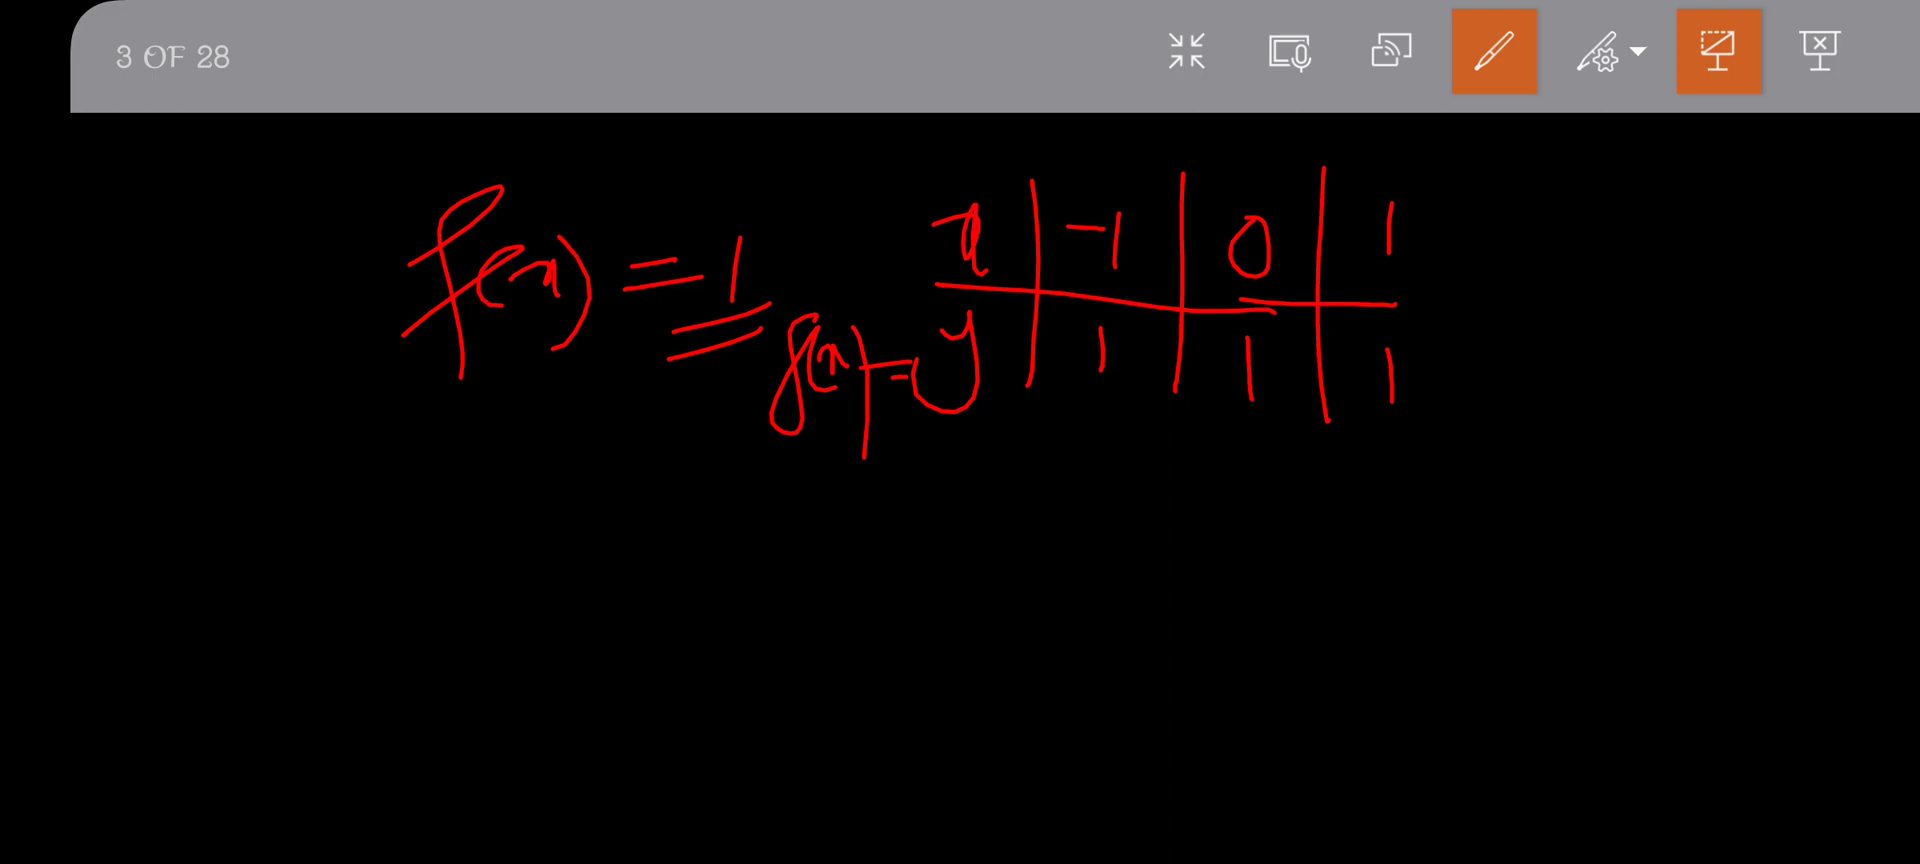 3 OF 28
f(x) = 1
x | -1 | 0 | 1
f(x) = y | 1 | 1 | 1